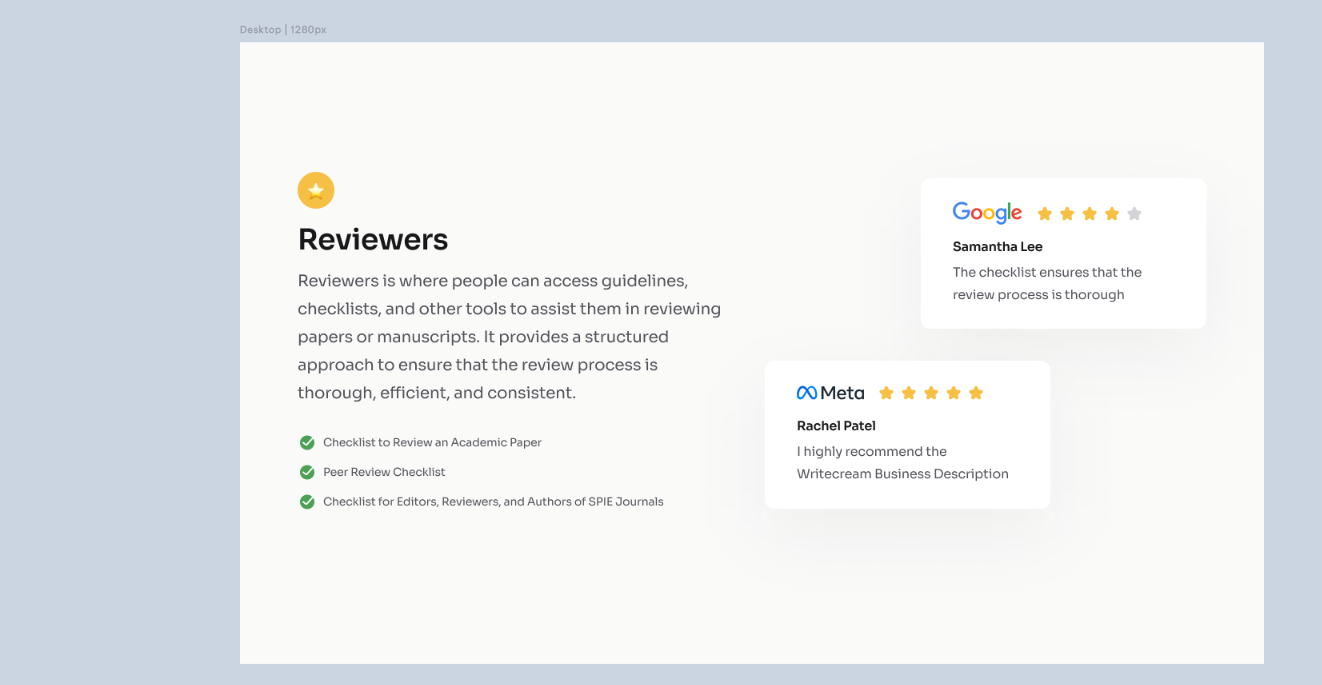 Desktop | 1280px
Reviewers
Reviewers is where people can access guidelines,
checklists, and other tools to assist them in reviewing
papers or manuscripts. It provides a structured
approach to ensure that the review process is
thorough, efficient, and consistent.
Checklist to Review an Academic Paper
Peer Review Checklist
Checklist for Editors, Reviewers, and Authors of SPIE Journals
Google
Samantha Lee
The checklist ensures that the
review process is thorough
Meta
Rachel Patel
I highly recommend the
Writecream Business Description